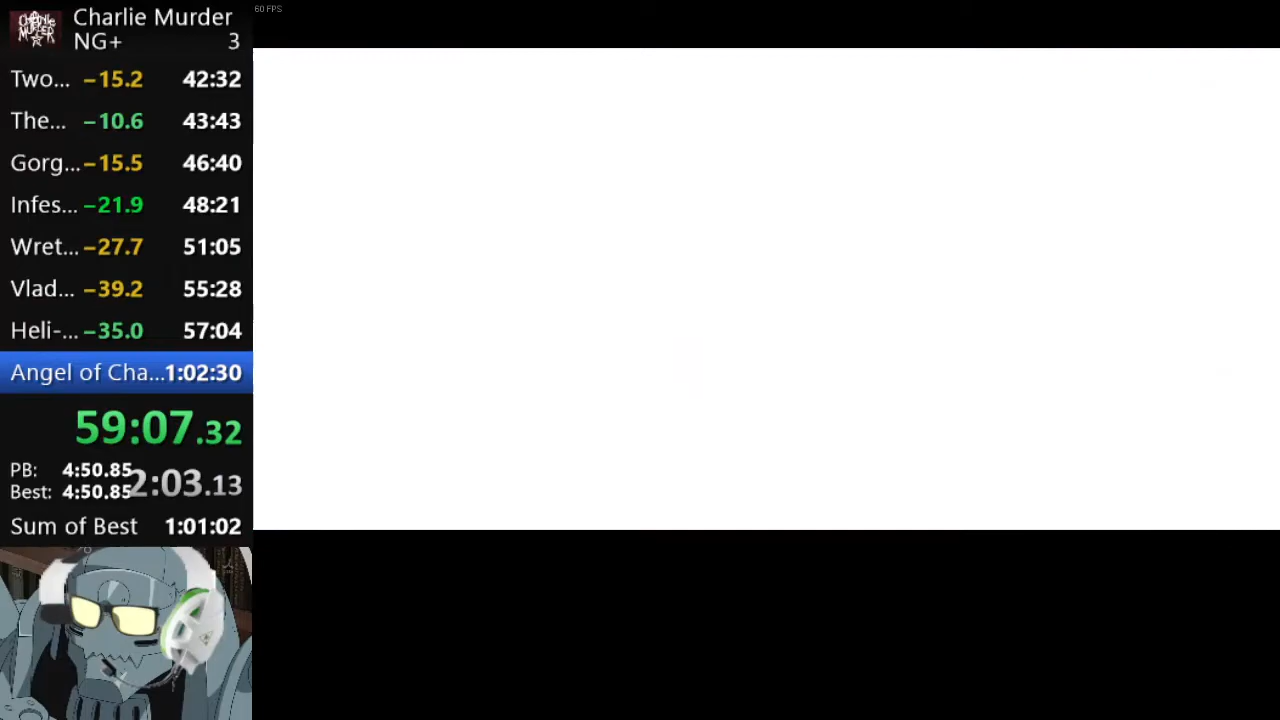 60 FPS
CHARLIE MURDER
Charlie Murder
NG+ 3
Two... −15.2 42:32
The... −10.6 43:43
Gorg... −15.5 46:40
Infes... −21.9 48:21
Wret... −27.7 51:05
Vlad... −39.2 55:28
Heli-... −35.0 57:04
Angel of Cha... 1:02:30
59:07.32
PB: 4:50.85
Best: 4:50.85
2:03.13
Sum of Best 1:01:02